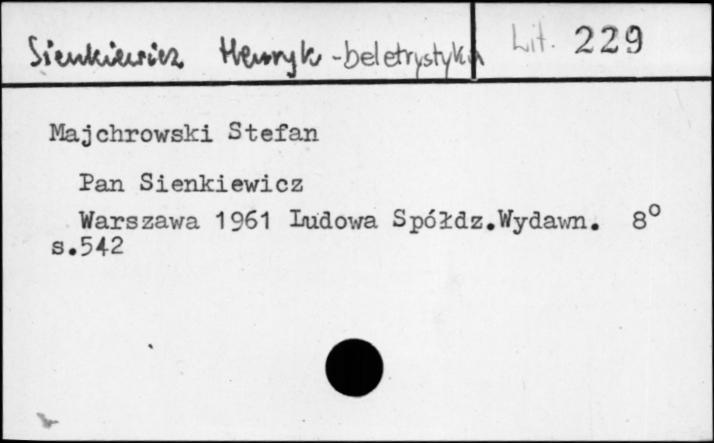 Sienkiewicz Henryk - beletrystyka Lit. 229
Majchrowski Stefan
Pan Sienkiewicz
Warszawa 1961 Ludowa Spółdz.Wydawn. 8°
s.542